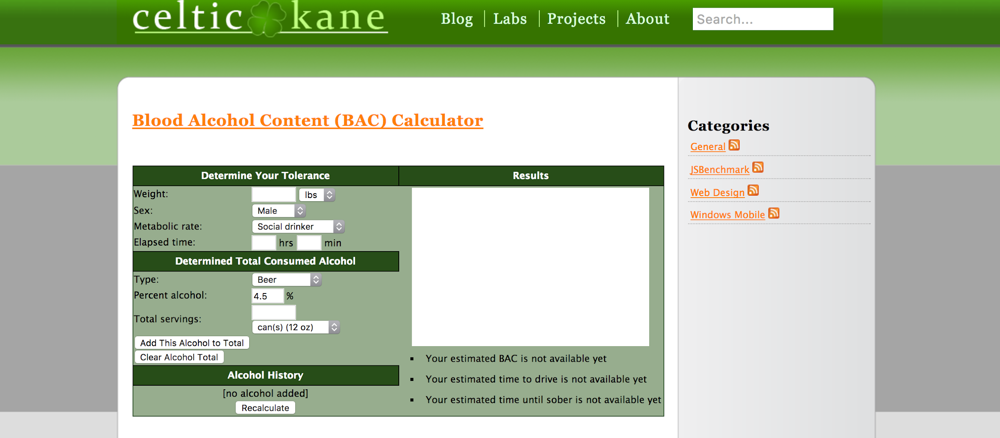 celtic kane
Blog
Labs
Projects
About
Search...
Blood Alcohol Content (BAC) Calculator
Determine Your Tolerance
Weight:
lbs
Sex:
Male
Metabolic rate:
Social drinker
Elapsed time:
hrs
min
Determined Total Consumed Alcohol
Type:
Beer
Percent alcohol:
4.5 %
Total servings:
can(s) (12 oz)
Add This Alcohol to Total
Clear Alcohol Total
Alcohol History
[no alcohol added]
Recalculate
Results
Your estimated BAC is not available yet
Your estimated time to drive is not available yet
Your estimated time until sober is not available yet
Categories
General
JSBenchmark
Web Design
Windows Mobile